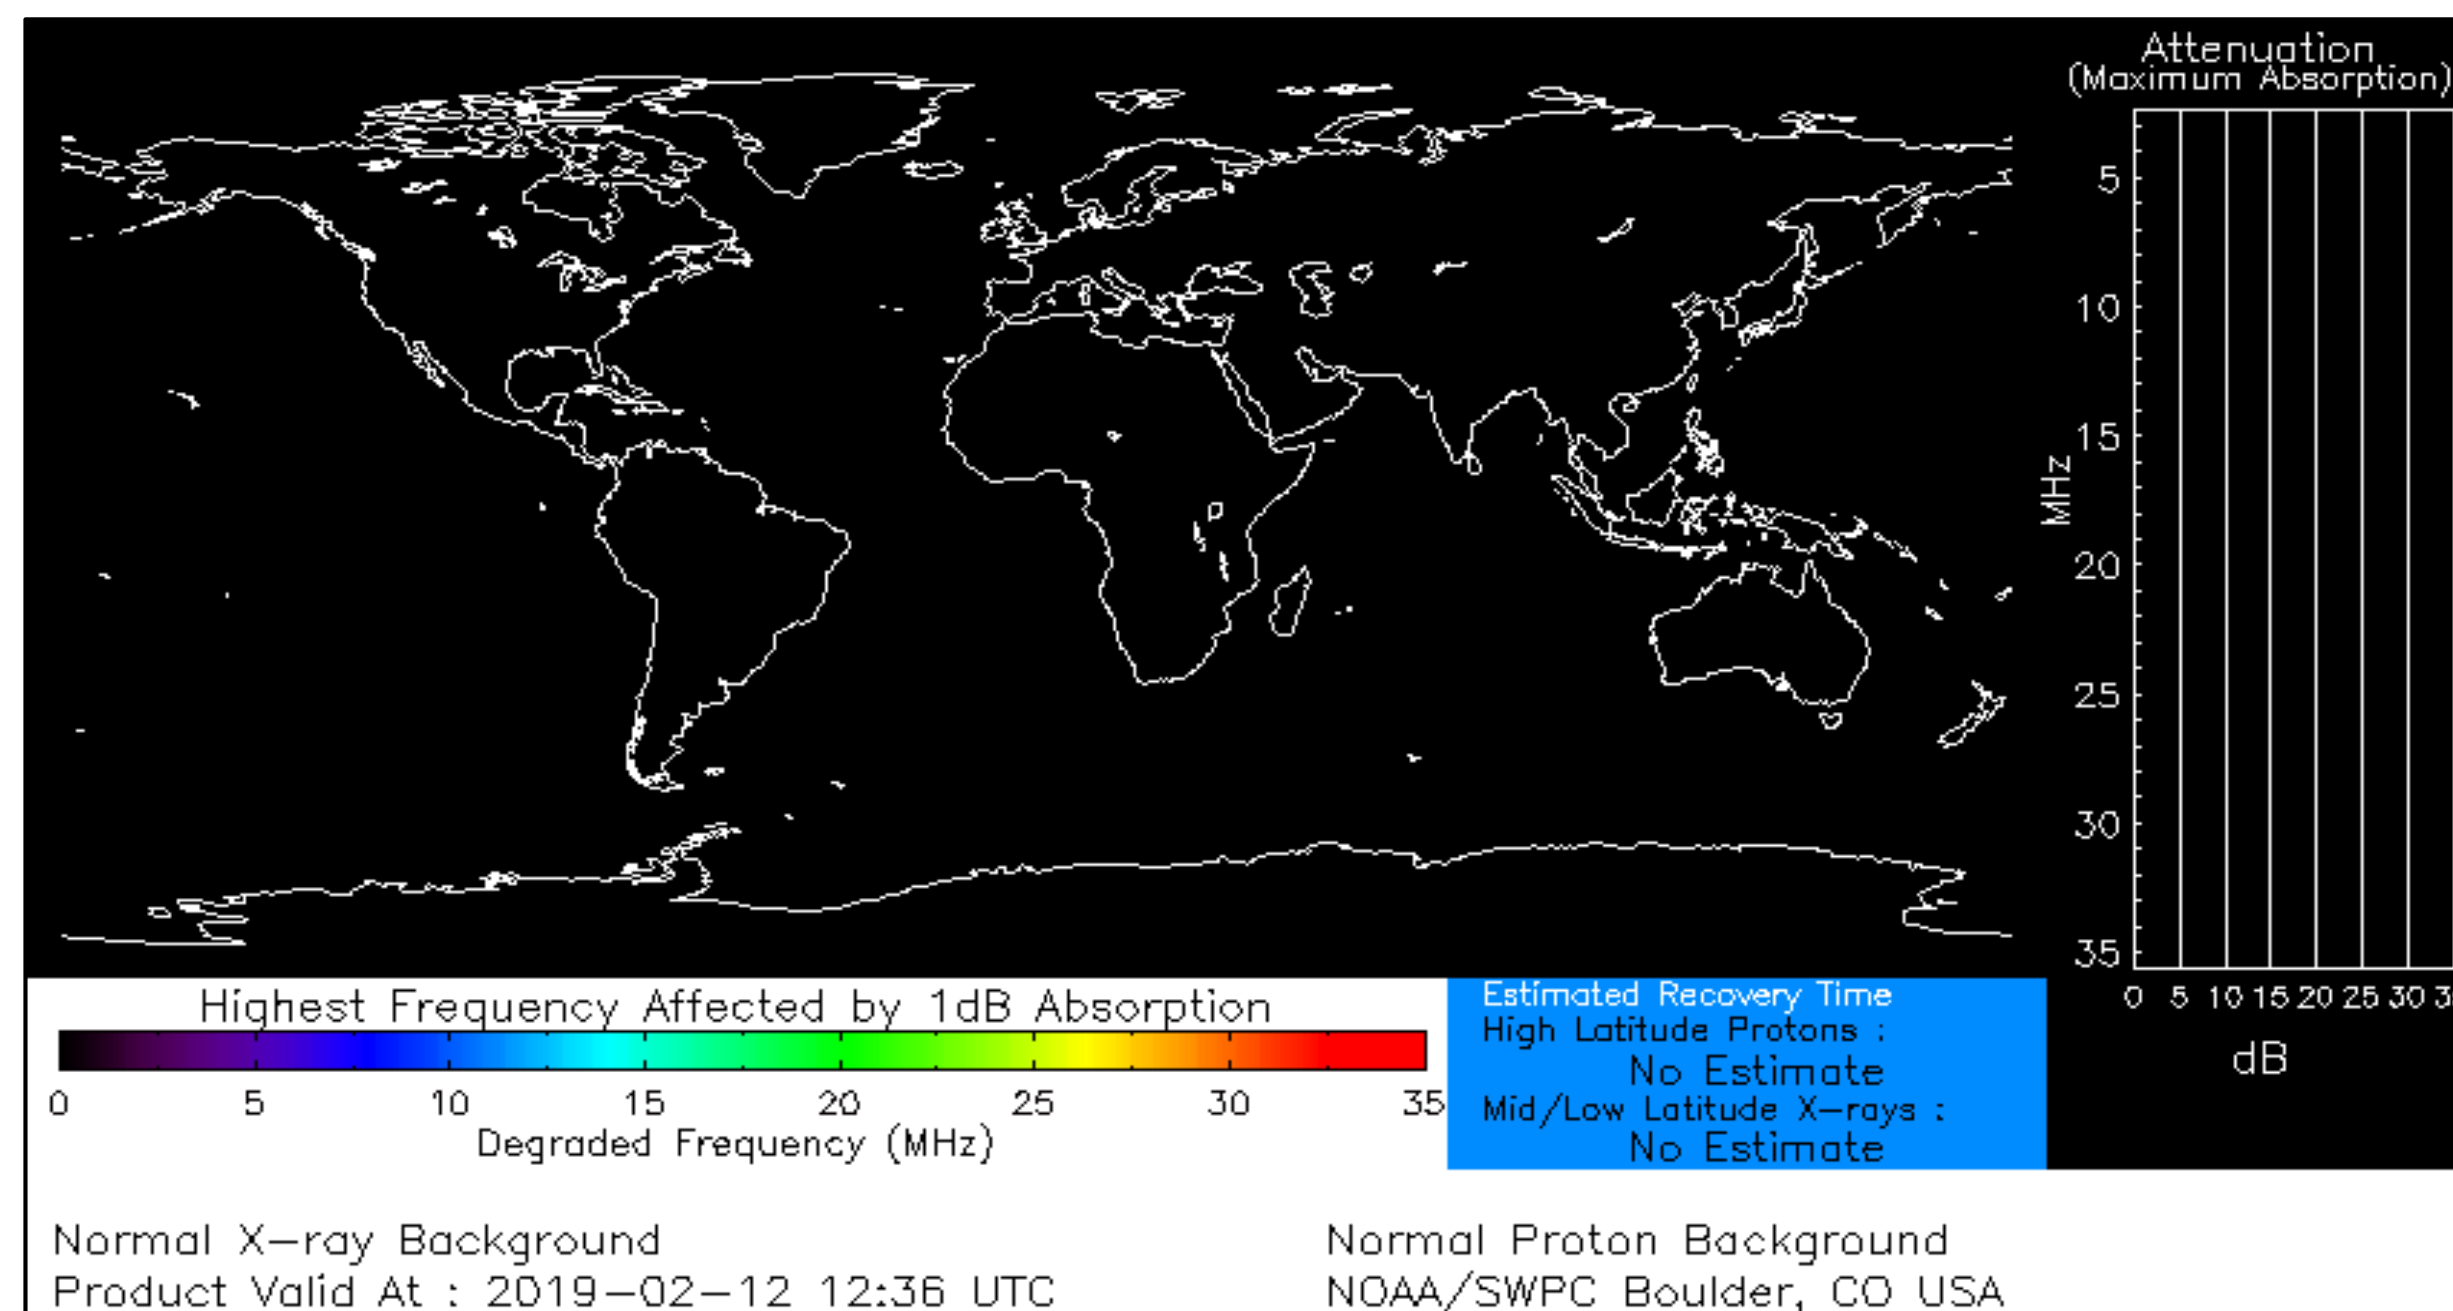 Attenuation
(Maximum Absorption)
5
10
15
20
25
30
35
MHz
0 5 10 15 20 25 30
dB
Highest Frequency Affected by 1dB Absorption
0 5 10 15 20 25 30 35
Degraded Frequency (MHz)
Estimated Recovery Time
High Latitude Protons :
No Estimate
Mid/Low Latitude X-rays :
No Estimate
Normal X-ray Background
Normal Proton Background
Product Valid At : 2019-02-12 12:36 UTC
NOAA/SWPC Boulder, CO USA